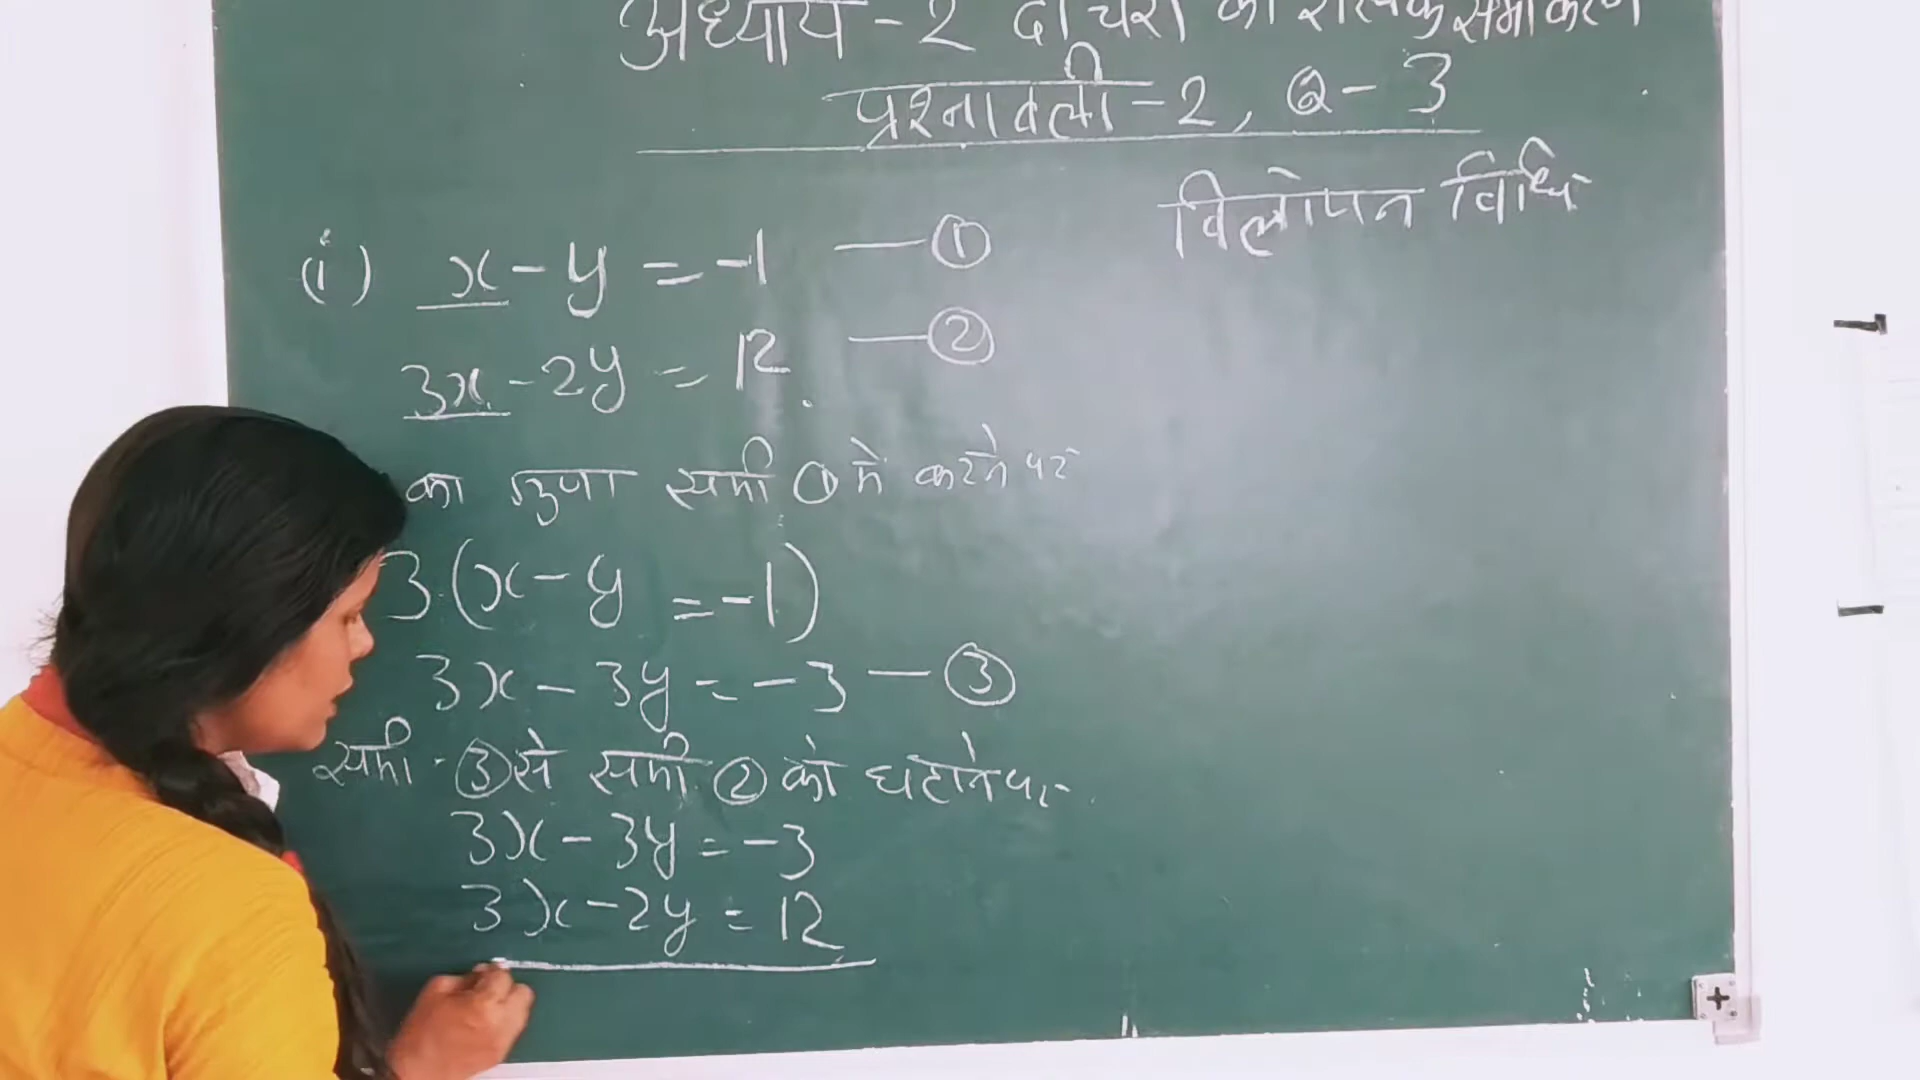 अध्याय - 2 दो चरों का रैखिक समीकरण
प्रश्नावली - 2, Q - 3
विलोपन विधि
(i) x - y = -1 — ①
3x - 2y = 12 — ②
का गुणा समी ① में करने पर
3(x - y = -1)
3x - 3y = -3 — ③
समी. ③ से समी. ② को घटाने पर
3x - 3y = -3
3x - 2y = 12